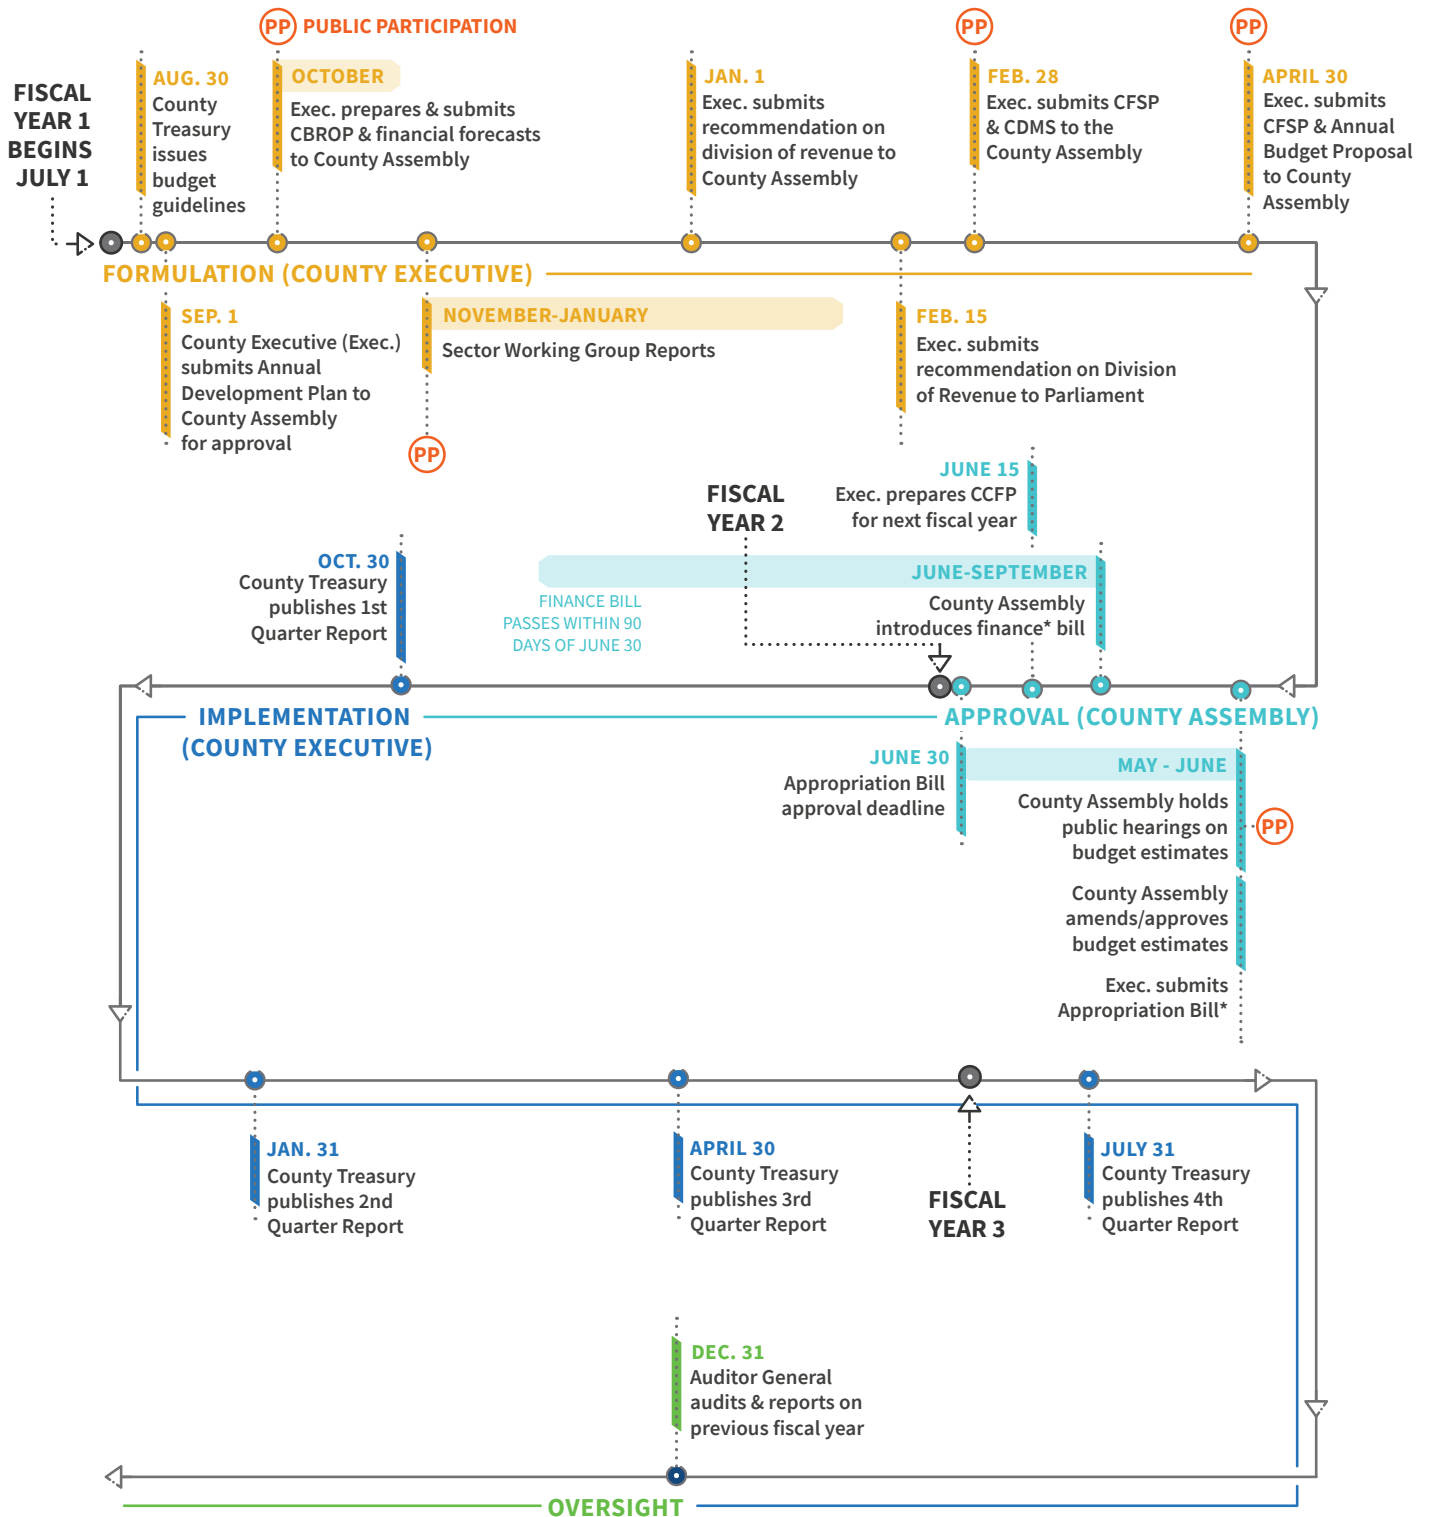 PP PUBLIC PARTICIPATION
PP
PP
FISCAL
YEAR 1
BEGINS
JULY 1
AUG. 30
County
Treasury
issues
budget
guidelines
OCTOBER
Exec. prepares & submits
CBROP & financial forecasts
to County Assembly
JAN. 1
Exec. submits
recommendation on
division of revenue to
County Assembly
FEB. 28
Exec. submits CFSP
& CDMS to the
County Assembly
APRIL 30
Exec. submits
CFSP & Annual
Budget Proposal
to County
Assembly
FORMULATION (COUNTY EXECUTIVE)
SEP. 1
County Executive (Exec.)
submits Annual
Development Plan to
County Assembly
for approval
NOVEMBER-JANUARY
Sector Working Group Reports
PP
FEB. 15
Exec. submits
recommendation on Division
of Revenue to Parliament
JUNE 15
Exec. prepares CCFP
for next fiscal year
FISCAL
YEAR 2
JUNE-SEPTEMBER
County Assembly
introduces finance* bill
FINANCE BILL
PASSES WITHIN 90
DAYS OF JUNE 30
OCT. 30
County Treasury
publishes 1st
Quarter Report
IMPLEMENTATION
(COUNTY EXECUTIVE)
APPROVAL (COUNTY ASSEMBLY)
JUNE 30
Appropriation Bill
approval deadline
MAY - JUNE
County Assembly holds
public hearings on
budget estimates
PP
County Assembly
amends/approves
budget estimates
Exec. submits
Appropriation Bill*
JAN. 31
County Treasury
publishes 2nd
Quarter Report
APRIL 30
County Treasury
publishes 3rd
Quarter Report
FISCAL
YEAR 3
JULY 31
County Treasury
publishes 4th
Quarter Report
DEC. 31
Auditor General
audits & reports on
previous fiscal year
OVERSIGHT